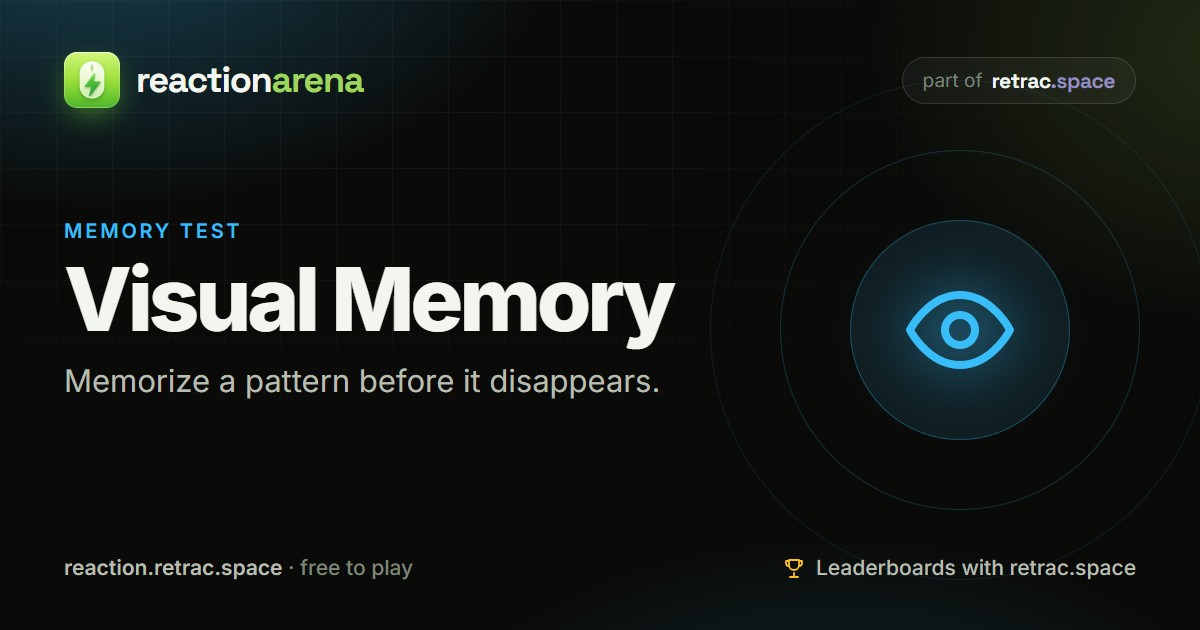 reactionarena
part of retrac.space
MEMORY TEST
Visual Memory
Memorize a pattern before it disappears.
reaction.retrac.space · free to play
Leaderboards with retrac.space